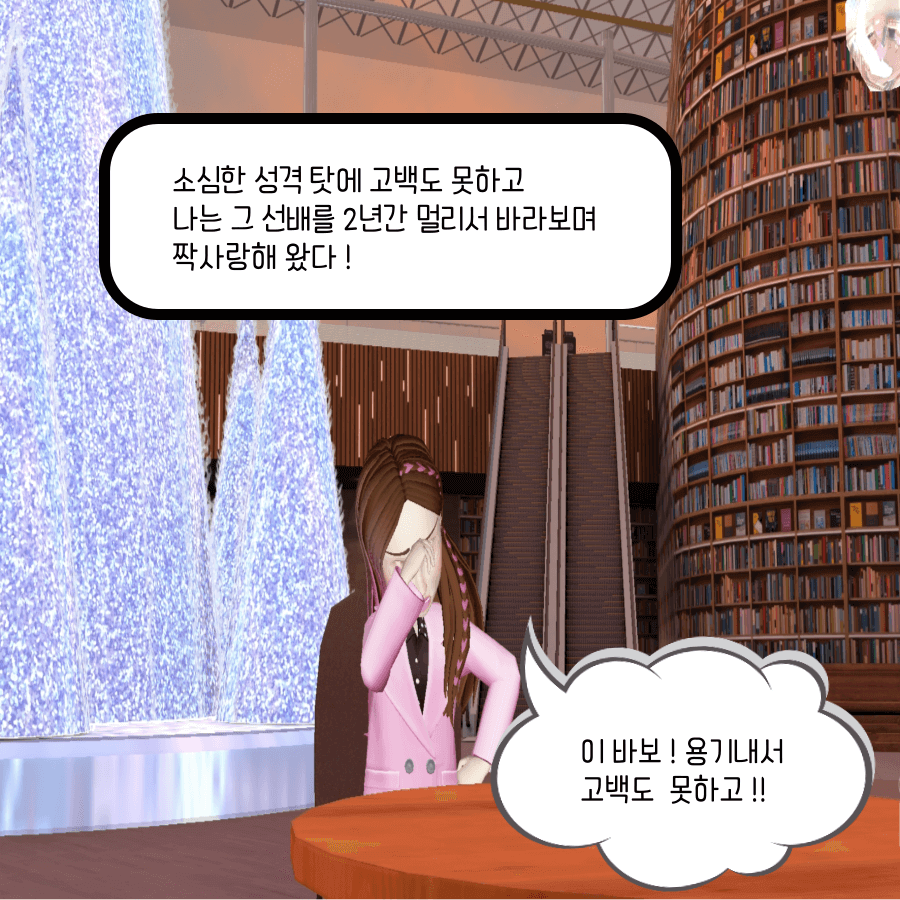 소심한 성격 탓에 고백도 못하고
나는 그 선배를 2년간 멀리서 바라보며
짝사랑해 왔다 !
이 바보 ! 용기내서
고백도 못하고 !!